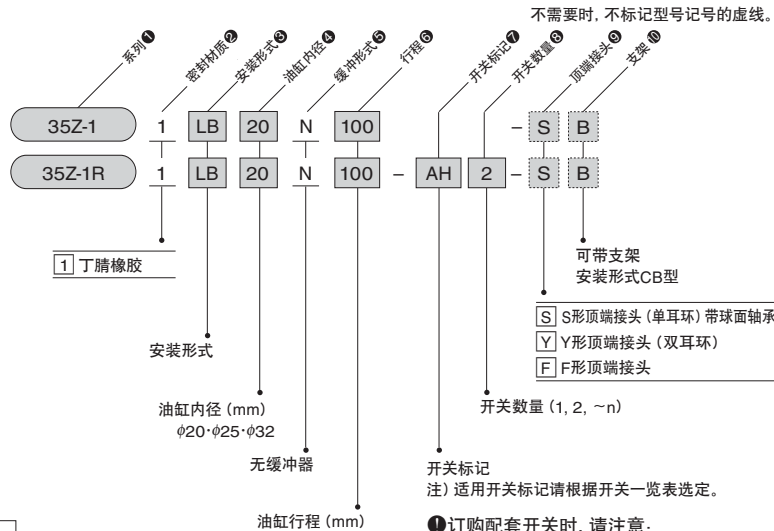 不需要时, 不标记型号记号的虚线。
系列❶ 密封材质❷ 安装形式❸ 油缸内径❹ 缓冲形式❺ 行程❻ 开关标记❼ 开关数量❽ 顶端接头❾ 支架❿
35Z-1 1 LB 20 N 100 – S B
35Z-1R 1 LB 20 N 100 – AH 2 – S B
1 丁腈橡胶
可带支架
安装形式CB型
S S形顶端接头 (单耳环) 带球面轴承
Y Y形顶端接头 (双耳环)
F F形顶端接头
安装形式
油缸内径 (mm)
φ20·φ25·φ32
开关数量 (1, 2, ~n)
无缓冲器
开关标记
注) 适用开关标记请根据开关一览表选定。
油缸行程 (mm)
❶订购配套开关时, 请注意: